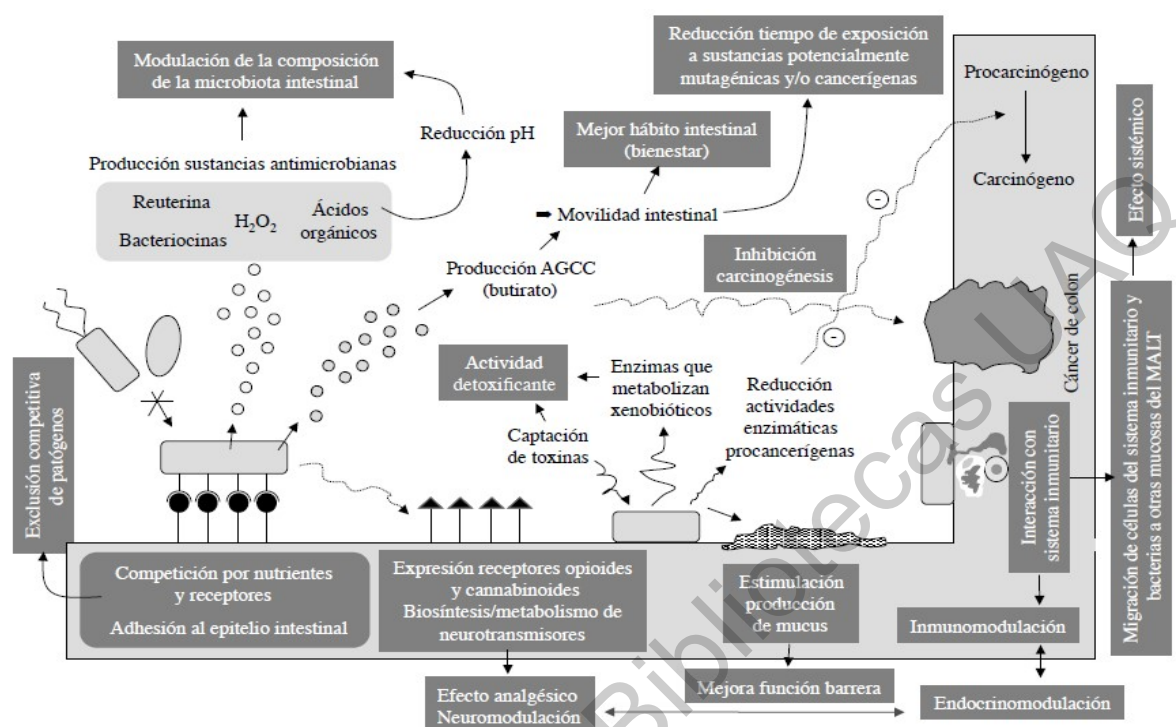 Modulación de la composición
de la microbiota intestinal
Reducción pH
Producción sustancias antimicrobianas
Reuterina
H2O2
Ácidos
orgánicos
Bacteriocinas
Reducción tiempo de exposición
a sustancias potencialmente
mutagénicas y/o cancerígenas
Mejor hábito intestinal
(bienestar)
Movilidad intestinal
Producción AGCC
(butirato)
Inhibición
carcinogénesis
Procarcinógeno
Carcinógeno
Cáncer de colon
Efecto sistémico
Migración de células del sistema inmunitario y
bacterias a otras mucosas del MALT
Exclusión competitiva
de patógenos
Actividad
detoxificante
Enzimas que
metabolizan
xenobióticos
Captación
de toxinas
Reducción
actividades
enzimáticas
procancerígenas
Interacción con
sistema inmunitario
Competición por nutrientes
y receptores
Adhesión al epitelio intestinal
Expresión receptores opioides
y cannabinoides
Biosíntesis/metabolismo de
neurotransmisores
Estimulación
producción
de mucus
Inmunomodulación
Efecto analgésico
Neuromodulación
Mejora función barrera
Endocrinomodulación
Bibliotecas UAQ